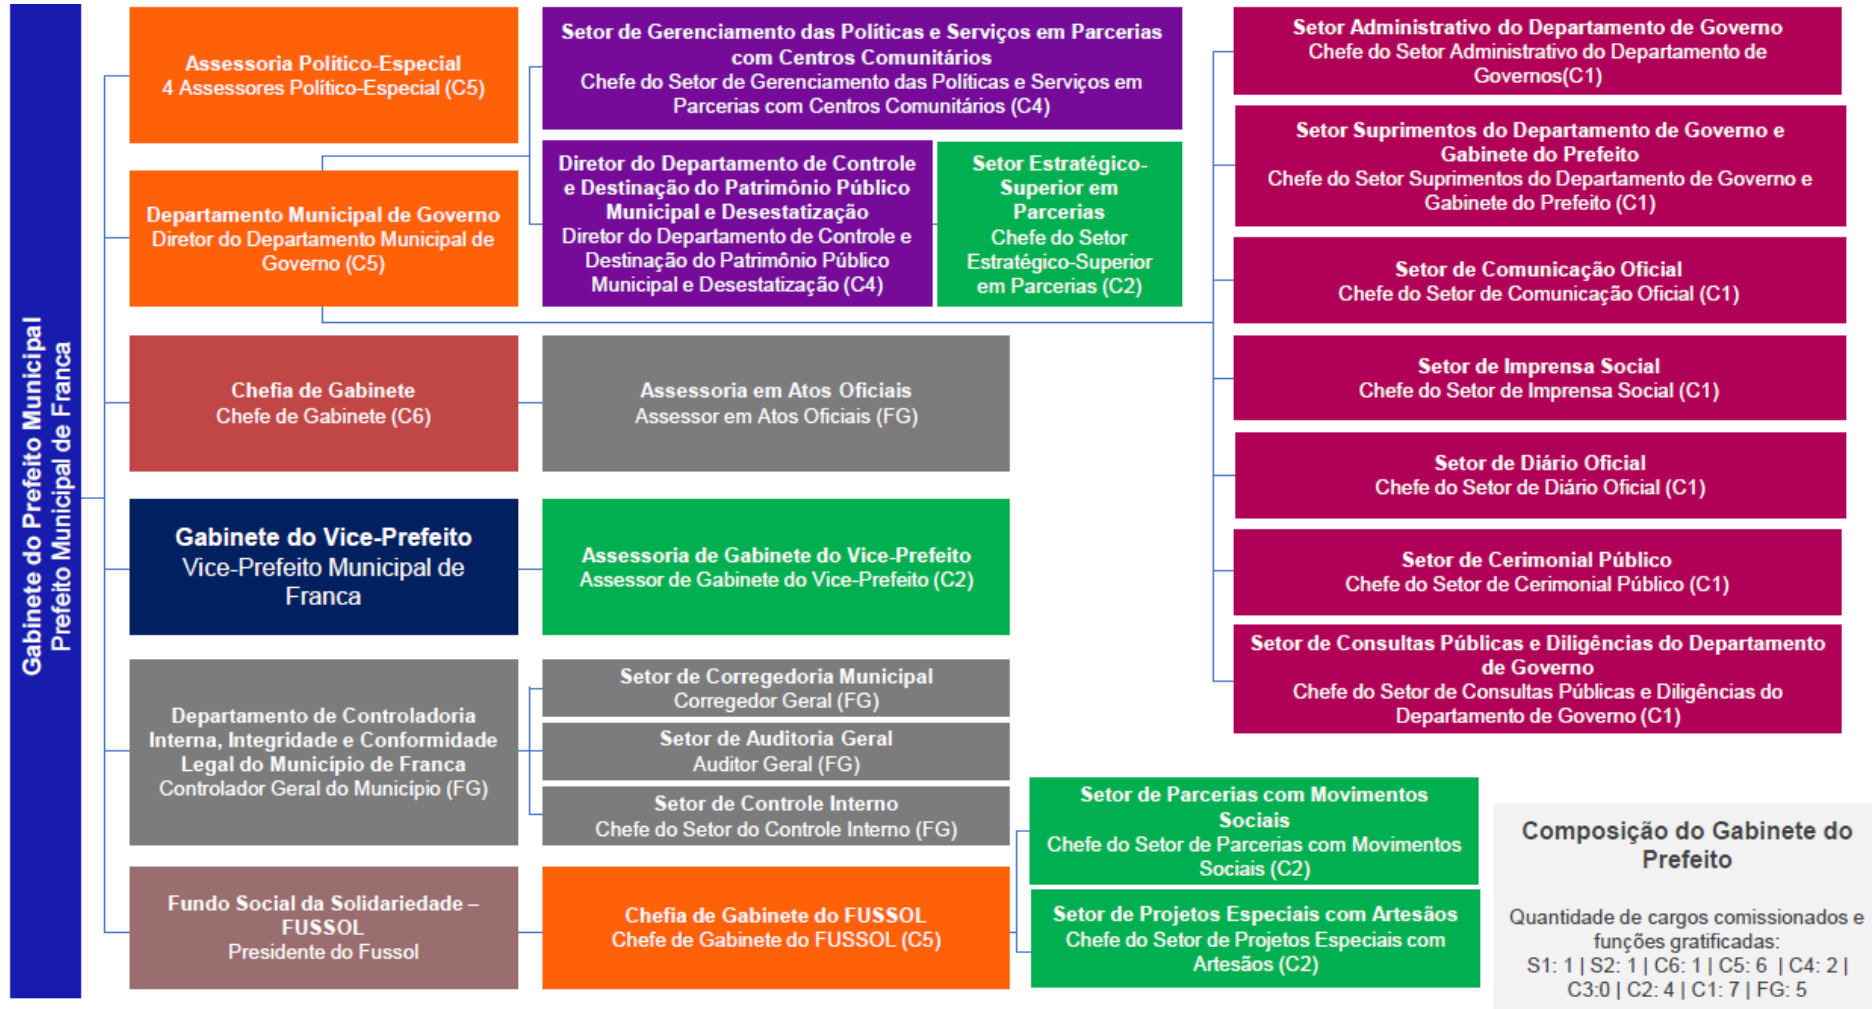 Gabinete do Prefeito Municipal
Prefeito Municipal de Franca
Assessoria Político-Especial
4 Assessores Político-Especial (C5)
Departamento Municipal de Governo
Diretor do Departamento Municipal de
Governo (C5)
Chefia de Gabinete
Chefe de Gabinete (C6)
Gabinete do Vice-Prefeito
Vice-Prefeito Municipal de
Franca
Departamento de Controladoria
Interna, Integridade e Conformidade
Legal do Município de Franca
Controlador Geral do Município (FG)
Fundo Social da Solidariedade –
FUSSOL
Presidente do Fussol
Setor de Gerenciamento das Políticas e Serviços em Parcerias
com Centros Comunitários
Chefe do Setor de Gerenciamento das Políticas e Serviços em
Parcerias com Centros Comunitários (C4)
Diretor do Departamento de Controle
e Destinação do Patrimônio Público
Municipal e Desestatização
Diretor do Departamento de Controle e
Destinação do Patrimônio Público
Municipal e Desestatização (C4)
Setor Estratégico-
Superior em
Parcerias
Chefe do Setor
Estratégico-Superior
em Parcerias (C2)
Assessoria em Atos Oficiais
Assessor em Atos Oficiais (FG)
Assessoria de Gabinete do Vice-Prefeito
Assessor de Gabinete do Vice-Prefeito (C2)
Setor de Corregedoria Municipal
Corregedor Geral (FG)
Setor de Auditoria Geral
Auditor Geral (FG)
Setor de Controle Interno
Chefe do Setor do Controle Interno (FG)
Chefia de Gabinete do FUSSOL
Chefe de Gabinete do FUSSOL (C5)
Setor de Parcerias com Movimentos
Sociais
Chefe do Setor de Parcerias com Movimentos
Sociais (C2)
Setor de Projetos Especiais com Artesãos
Chefe do Setor de Projetos Especiais com
Artesãos (C2)
Setor Administrativo do Departamento de Governo
Chefe do Setor Administrativo do Departamento de
Governos(C1)
Setor Suprimentos do Departamento de Governo e
Gabinete do Prefeito
Chefe do Setor Suprimentos do Departamento de Governo e
Gabinete do Prefeito (C1)
Setor de Comunicação Oficial
Chefe do Setor de Comunicação Oficial (C1)
Setor de Imprensa Social
Chefe do Setor de Imprensa Social (C1)
Setor de Diário Oficial
Chefe do Setor de Diário Oficial (C1)
Setor de Cerimonial Público
Chefe do Setor de Cerimonial Público (C1)
Setor de Consultas Públicas e Diligências do Departamento
de Governo
Chefe do Setor de Consultas Públicas e Diligências do
Departamento de Governo (C1)
Composição do Gabinete do
Prefeito
Quantidade de cargos comissionados e
funções gratificadas:
S1: 1 | S2: 1 | C6: 1 | C5: 6 | C4: 2 |
C3:0 | C2: 4 | C1: 7 | FG: 5